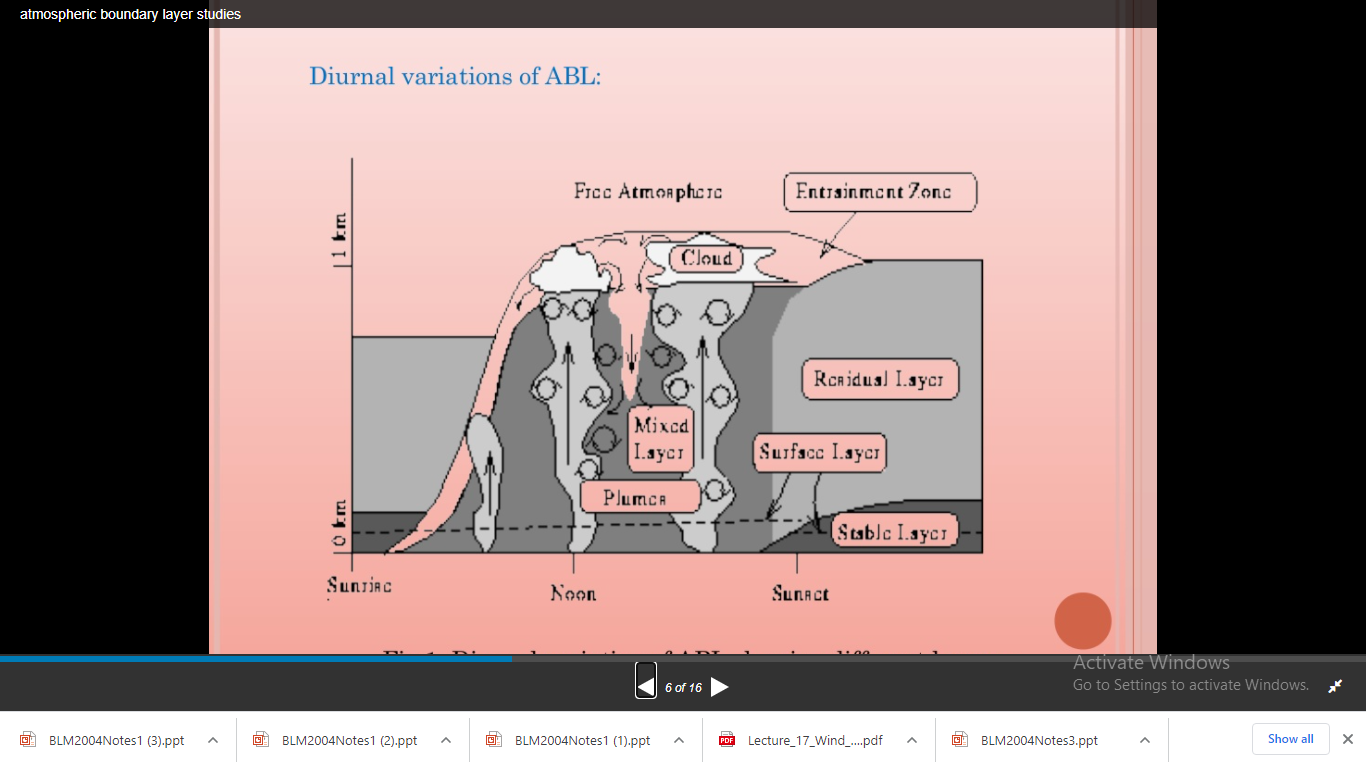 atmospheric boundary layer studies
Diurnal variations of ABL:
Free Atmosphere
Entrainment Zone
1 km
Cloud
Residual Layer
Mixed
Layer
Surface Layer
Plumes
0 km
Stable Layer
Sunrise
Noon
Sunset
Activate Windows
6 of 16
Go to Settings to activate Windows.
BLM2004Notes1 (3).ppt
BLM2004Notes1 (2).ppt
BLM2004Notes1 (1).ppt
PDF
Lecture_17_Wind_....pdf
BLM2004Notes3.ppt
Show all